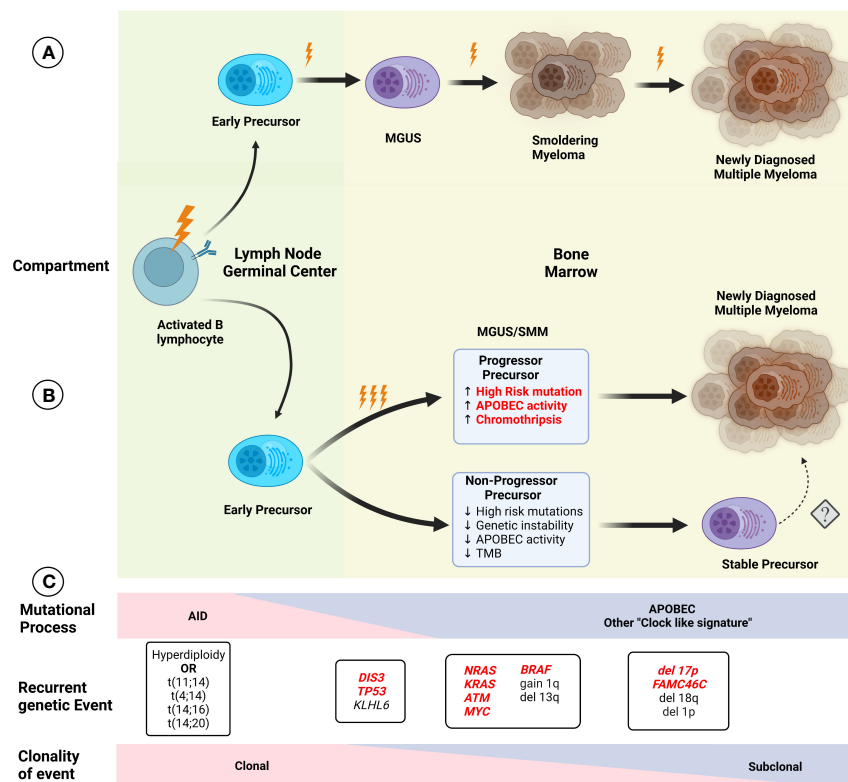 A
Early Precursor
MGUS
Smoldering
Myeloma
Newly Diagnosed
Multiple Myeloma
Compartment
Lymph Node
Germinal Center
Bone
Marrow
Activated B
lymphocyte
Newly Diagnosed
Multiple Myeloma
B
MGUS/SMM
Progressor
Precursor
↑ High Risk mutation
↑ APOBEC activity
↑ Chromothripsis
Early Precursor
Non-Progressor
Precursor
↓ High risk mutations
↓ Genetic instability
↓ APOBEC activity
↓ TMB
?
Stable Precursor
C
Mutational
Process
AID
APOBEC
Other "Clock like signature"
Recurrent
genetic Event
Hyperdiploidy
OR
t(11;14)
t(4;14)
t(14;16)
t(14;20)
DIS3
TP53
KLHL6
NRAS
KRAS
ATM
MYC
BRAF
gain 1q
del 13q
del 17p
FAMC46C
del 18q
del 1p
Clonality
of event
Clonal
Subclonal